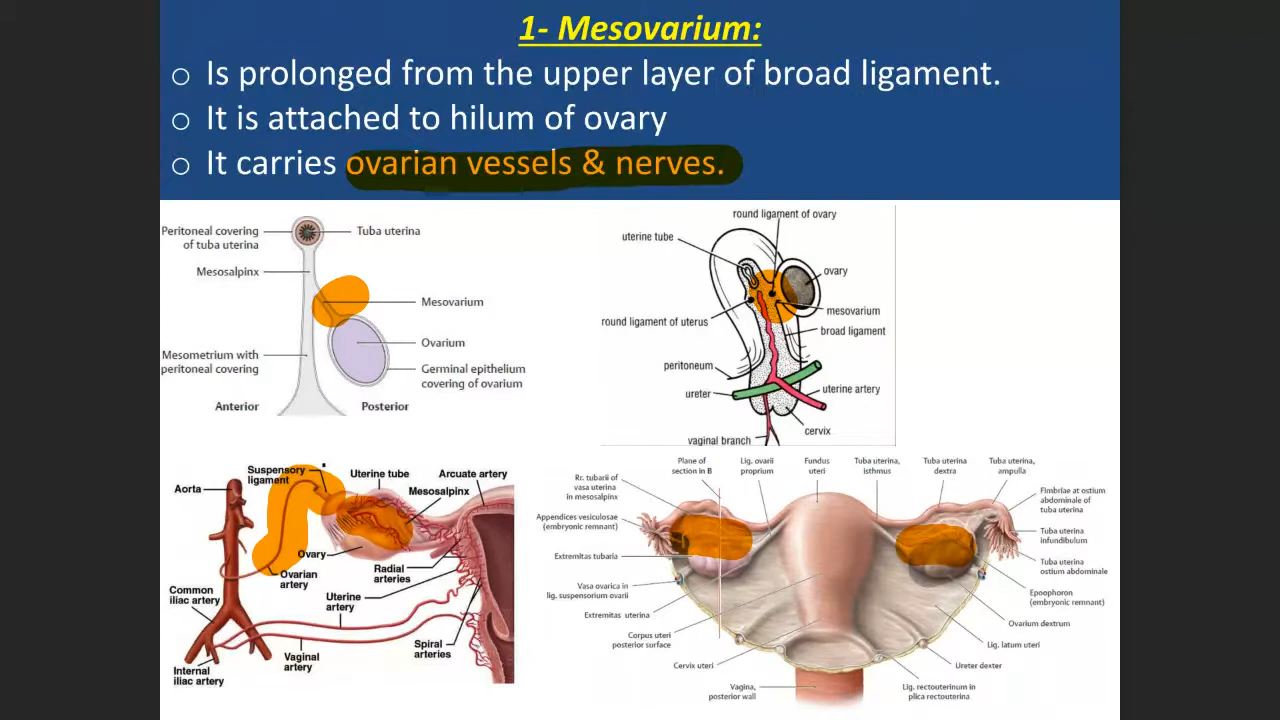 1- Mesovarium:
o Is prolonged from the upper layer of broad ligament.
o It is attached to hilum of ovary
o It carries ovarian vessels & nerves.
Peritoneal covering
of tuba uterina
Tuba uterina
Mesosalpinx
Mesovarium
Ovarium
Mesometrium with
peritoneal covering
Germinal epithelium
covering of ovarium
Anterior
Posterior
round ligament of ovary
uterine tube
ovary
mesovarium
round ligament of uterus
broad ligament
peritoneum
ureter
uterine artery
cervix
vaginal branch
Suspensory
ligament
Uterine tube
Arcuate artery
Aorta
Mesosalpinx
Ovary
Ovarian
artery
Radial
arteries
Common
iliac artery
Uterine
artery
Spiral
arteries
Vaginal
artery
Internal
iliac artery
Plane of
section in B
Lig. ovarii
proprium
Fundus
uteri
Tuba uterina,
isthmus
Tuba uterina
dextra
Tuba uterina,
ampulla
Rr. tubarii of
vasa uterina
in mesosalpinx
Appendices vesiculosae
(embryonic remnant)
Extremitas tubaria
Vasa ovarica in
lig. suspensorium ovarii
Extremitas uterina
Corpus uteri
posterior surface
Cervix uteri
Vagina,
posterior wall
Fimbriae at ostium
abdominale of
tuba uterina
Tuba uterina
infundibulum
Tuba uterina
ostium abdominale
Epoophoron
(embryonic remnant)
Ovarium dextrum
Lig. latum uteri
Ureter dexter
Lig. rectouterinum in
plica rectouterina